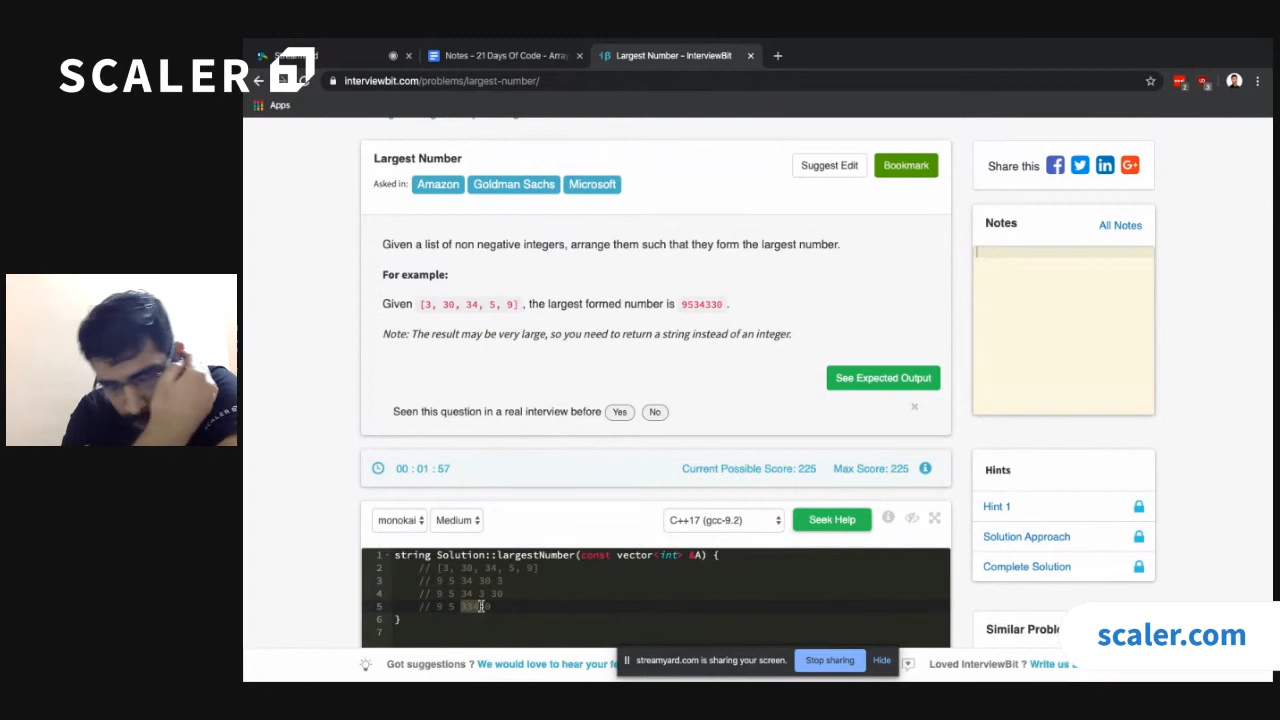 SCALER
Notes - 21 Days Of Code - Arra
Largest Number - InterviewBit
interviewbit.com/problems/largest-number/
Apps
Largest Number
Suggest Edit
Bookmark
Asked in:
Amazon
Goldman Sachs
Microsoft
Share this
Notes
All Notes
Given a list of non negative integers, arrange them such that they form the largest number.
For example:
Given [3, 30, 34, 5, 9], the largest formed number is 9534330.
Note: The result may be very large, so you need to return a string instead of an integer.
See Expected Output
Seen this question in a real interview before
Yes
No
00 : 01 : 57
Current Possible Score: 225
Max Score: 225
Hints
Hint 1
Solution Approach
Complete Solution
monokai
Medium
C++17 (gcc-9.2)
Seek Help
1 string Solution::largestNumber(const vector<int> &A) {
2 // [3, 30, 34, 5, 9]
3 // 9 5 34 30 3
4 // 9 5 34 3 30
5 // 9 5
6 }
7
Similar Proble
scaler.com
Got suggestions ? We would love to hear your fe
streamyard.com is sharing your screen.
Stop sharing
Hide
Loved InterviewBit ? Write us